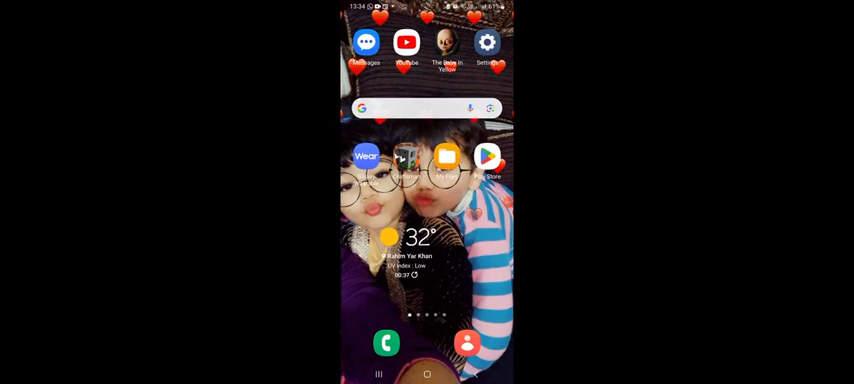 13:34
61%
Messages
YouTube
The Baby In
Yellow
Settings
Wear
My Files
Play Store
32°
Rahim Yar Khan
UV index : Low
00:37